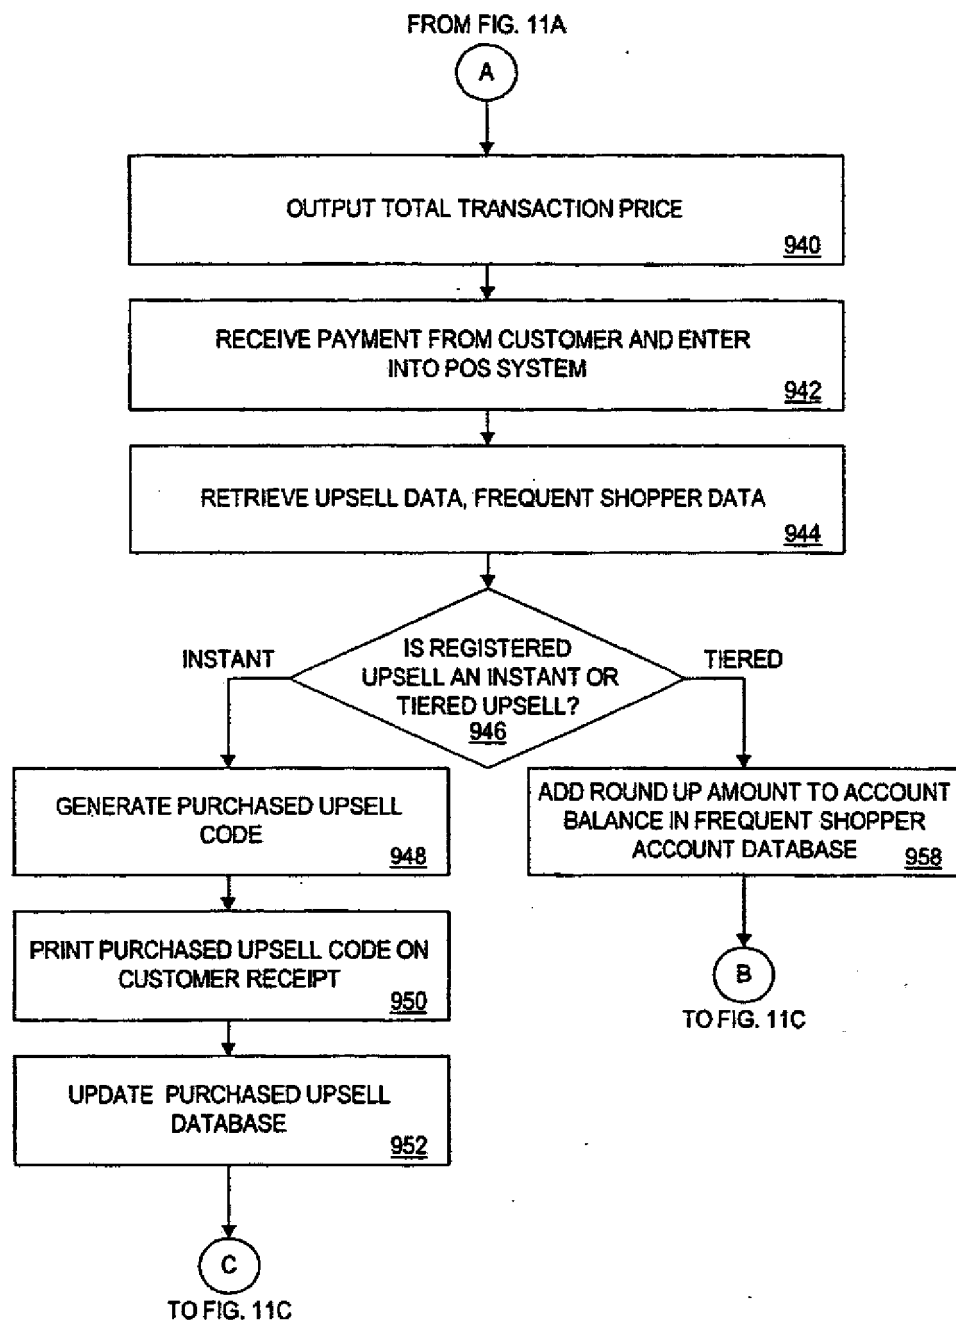 FROM FIG. 11A
A
OUTPUT TOTAL TRANSACTION PRICE
940
RECEIVE PAYMENT FROM CUSTOMER AND ENTER
INTO POS SYSTEM
942
RETRIEVE UPSELL DATA, FREQUENT SHOPPER DATA
944
IS REGISTERED
UPSELL AN INSTANT OR
TIERED UPSELL?
946
INSTANT
TIERED
GENERATE PURCHASED UPSELL
CODE
948
PRINT PURCHASED UPSELL CODE ON
CUSTOMER RECEIPT
950
UPDATE PURCHASED UPSELL
DATABASE
952
C
TO FIG. 11C
ADD ROUND UP AMOUNT TO ACCOUNT
BALANCE IN FREQUENT SHOPPER
ACCOUNT DATABASE
958
B
TO FIG. 11C